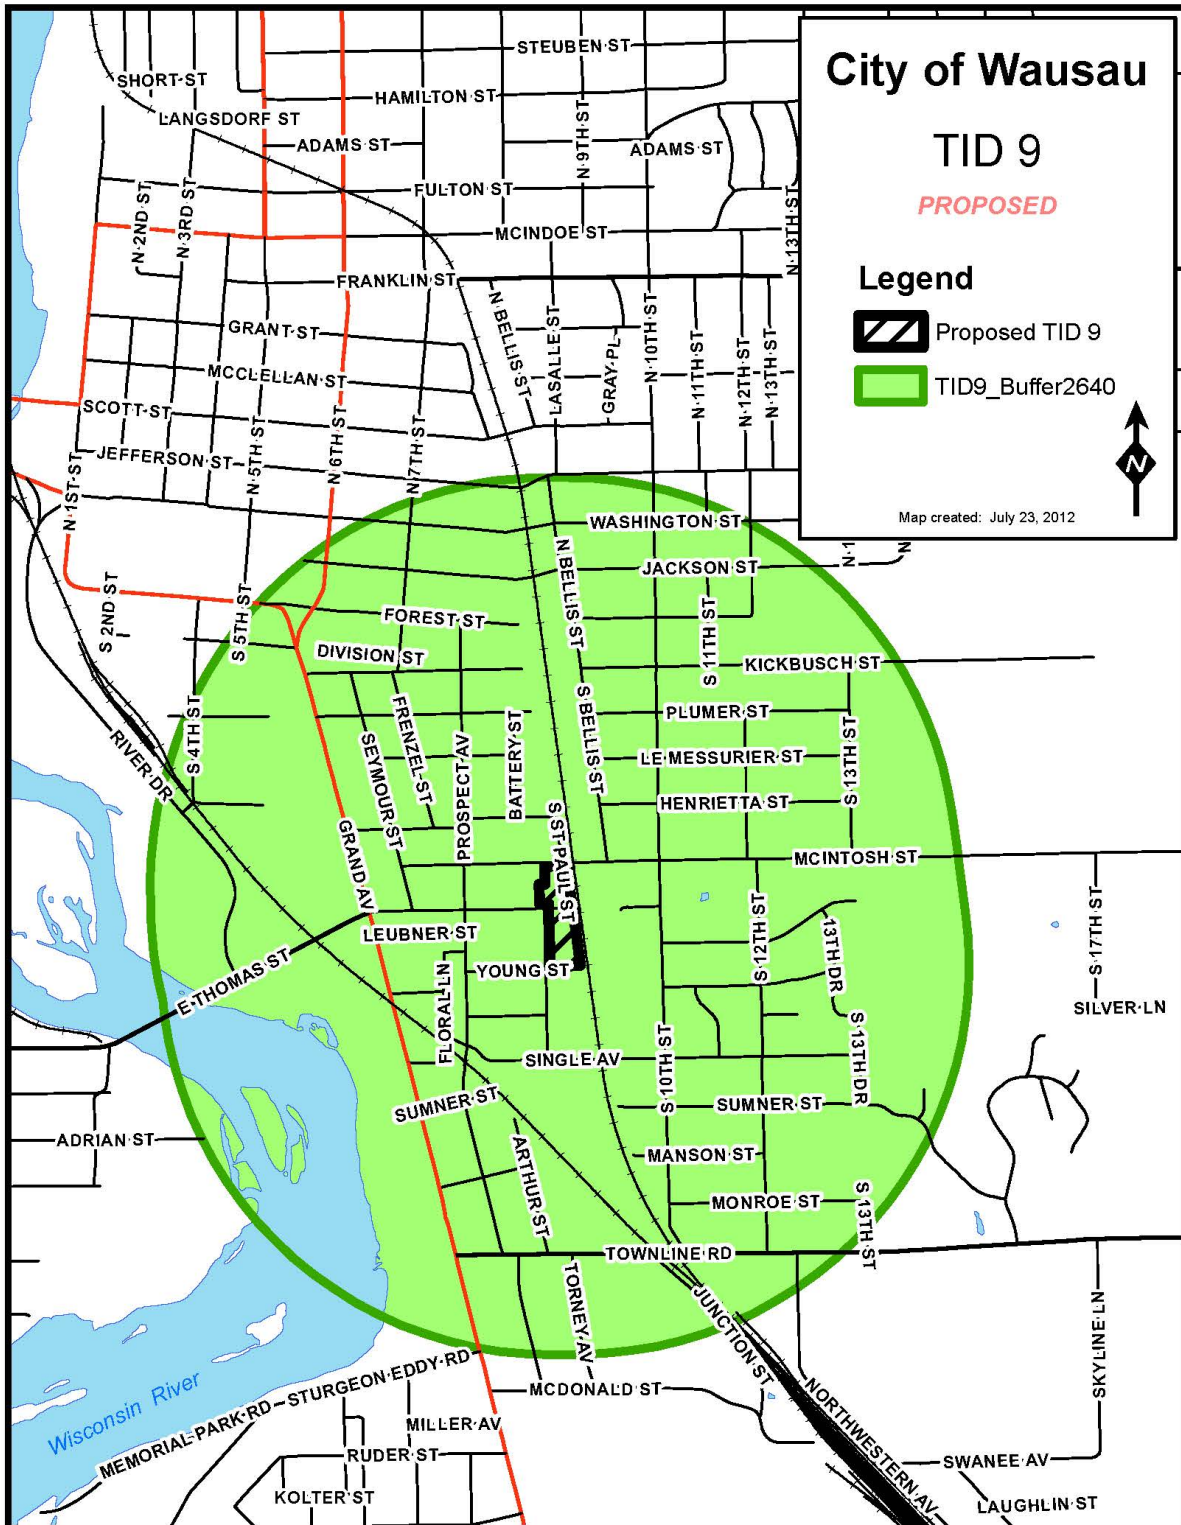 City of Wausau
TID 9
PROPOSED
Legend
Proposed TID 9
TID9_Buffer2640
N
Map created: July 23, 2012
STEUBEN ST
SHORT ST
HAMILTON ST
LANGSDORF ST
N 9TH ST
ADAMS ST
ADAMS ST
FULTON ST
N 2ND ST
N 3RD ST
N 13TH ST
MCINDOE ST
FRANKLIN ST
N BELLIS ST
LASALLE ST
GRAY PL
N 10TH ST
N 11TH ST
N 12TH ST
N 13TH ST
GRANT ST
MCCLELLAN ST
SCOTT ST
JEFFERSON ST
N 1ST ST
N 5TH ST
N 6TH ST
N 7TH ST
WASHINGTON ST
N 1
N
N BELLIS ST
JACKSON ST
S 2ND ST
S 5TH ST
FOREST ST
S 11TH ST
DIVISION ST
KICKBUSCH ST
S 4TH ST
RIVER DR
SEYMOUR ST
FRENZEL ST
PROSPECT AV
BATTERY ST
S BELLIS ST
PLUMER ST
LE MESSURIER ST
S 13TH ST
HENRIETTA ST
GRAND AV
S ST PAUL ST
MCINTOSH ST
LEUBNER ST
S 12TH ST
13TH DR
S 17TH ST
E THOMAS ST
FLORAL LN
YOUNG ST
SILVER LN
SINGLE AV
S 10TH ST
S 13TH DR
SUMNER ST
SUMNER ST
ADRIAN ST
ARTHUR ST
MANSON ST
MONROE ST
S 13TH ST
TOWNLINE RD
TORNEY AV
JUNCTION ST
SKYLINE LN
Wisconsin River
MEMORIAL PARK RD
STURGEON EDDY RD
MCDONALD ST
NORTHWESTERN AV
MILLER AV
RUDER ST
SWANEE AV
KOLTER ST
LAUGHLIN ST